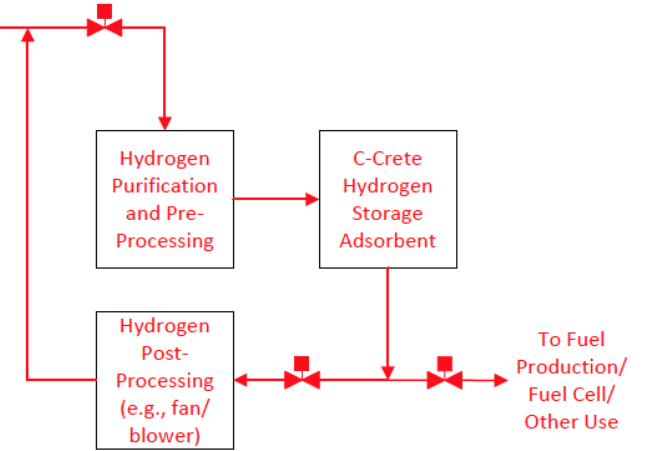 Hydrogen
Purification
and Pre-
Processing
C-Crete
Hydrogen
Storage
Adsorbent
Hydrogen
Post-
Processing
(e.g., fan/
blower)
To Fuel
Production/
Fuel Cell/
Other Use